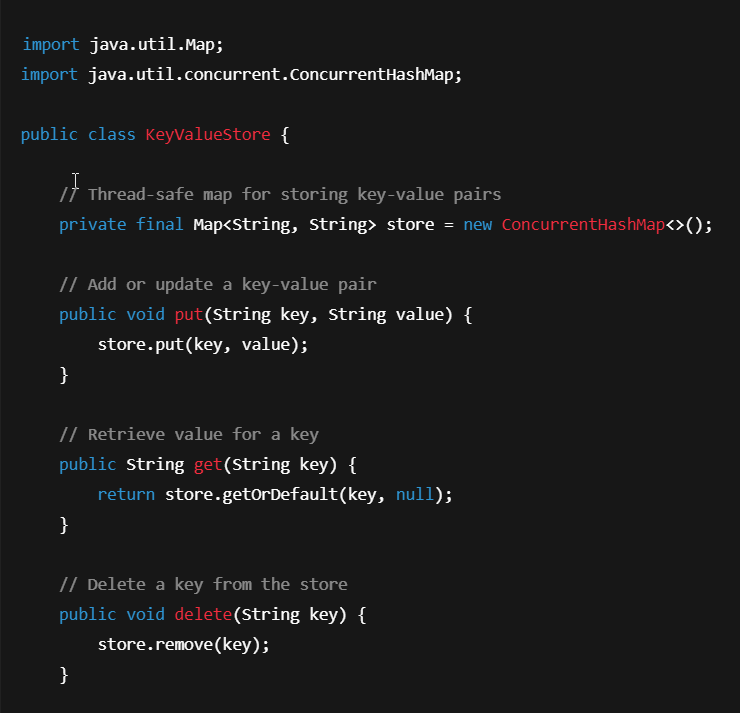 import java.util.Map;
import java.util.concurrent.ConcurrentHashMap;

public class KeyValueStore {

    // Thread-safe map for storing key-value pairs
    private final Map<String, String> store = new ConcurrentHashMap<>();

    // Add or update a key-value pair
    public void put(String key, String value) {
        store.put(key, value);
    }

    // Retrieve value for a key
    public String get(String key) {
        return store.getOrDefault(key, null);
    }

    // Delete a key from the store
    public void delete(String key) {
        store.remove(key);
    }